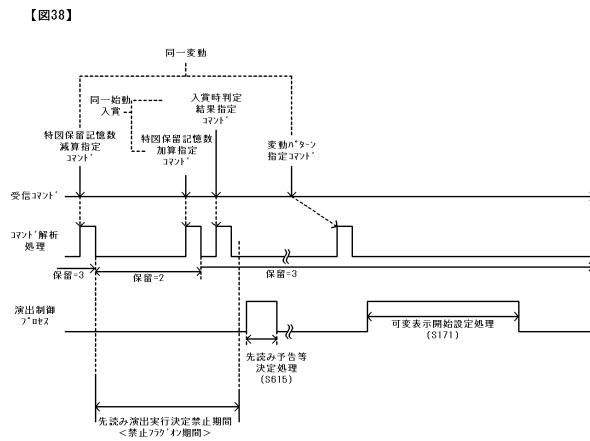 【図38】
同一変動
同一始動
入賞
入賞時判定
結果指定
ｺﾏﾝﾄﾞ
特図保留記憶数
減算指定
ｺﾏﾝﾄﾞ
特図保留記憶数
加算指定
ｺﾏﾝﾄﾞ
変動ﾊﾟﾀｰﾝ
指定ｺﾏﾝﾄﾞ
受信ｺﾏﾝﾄﾞ
ｺﾏﾝﾄﾞ解析
処理
保留=3
保留=2
保留=3
演出制御
ﾌﾟﾛｾｽ
先読み予告等
決定処理
(S615)
可変表示開始設定処理
(S171)
先読み演出実行決定禁止期間
<禁止ﾌﾗｸﾞｵﾝ期間>